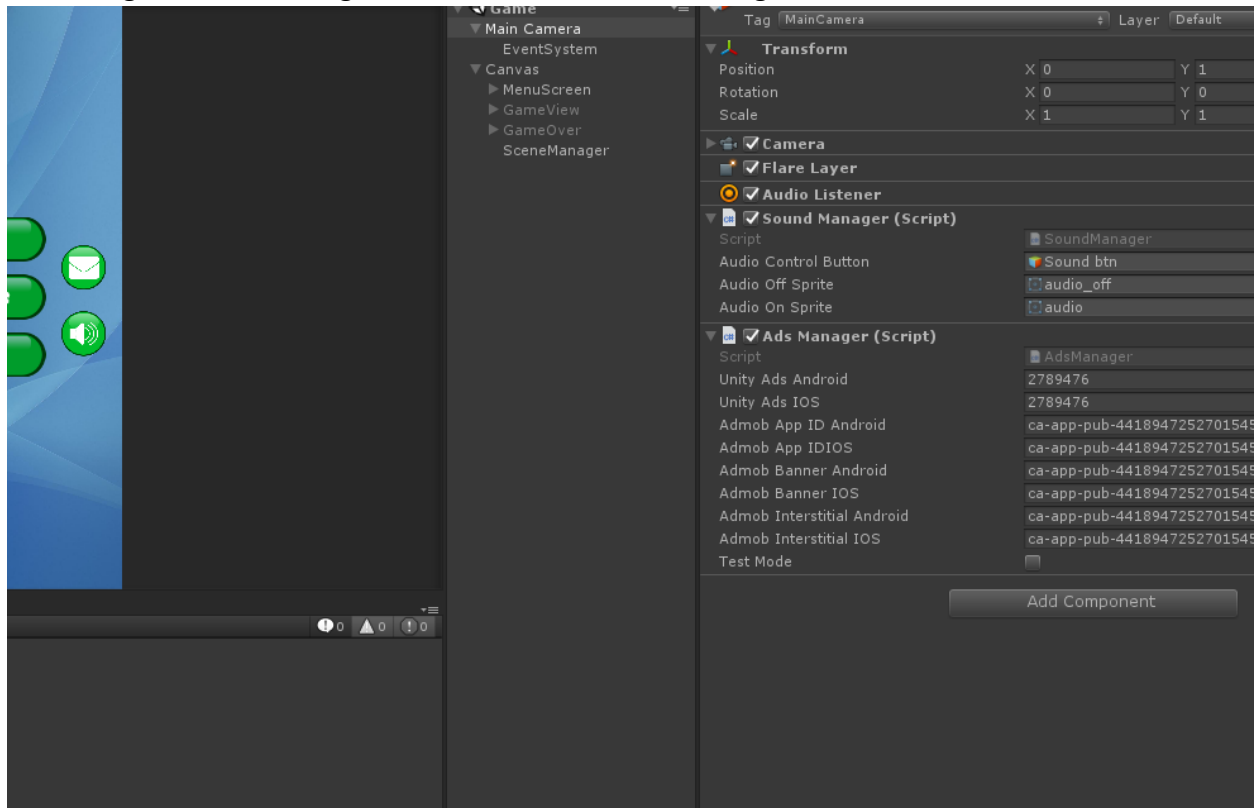 Game
Main Camera
EventSystem
Canvas
MenuScreen
GameView
GameOver
SceneManager
Tag MainCamera Layer Default
Transform
Position X 0 Y 1
Rotation X 0 Y 0
Scale X 1 Y 1
Camera
Flare Layer
Audio Listener
Sound Manager (Script)
Script SoundManager
Audio Control Button Sound btn
Audio Off Sprite audio_off
Audio On Sprite audio
Ads Manager (Script)
Script AdsManager
Unity Ads Android 2789476
Unity Ads IOS 2789476
Admob App ID Android ca-app-pub-4418947252701545
Admob App IDIOS ca-app-pub-4418947252701545
Admob Banner Android ca-app-pub-4418947252701545
Admob Banner IOS ca-app-pub-4418947252701545
Admob Interstitial Android ca-app-pub-4418947252701545
Admob Interstitial IOS ca-app-pub-4418947252701545
Test Mode
Add Component
0 0 0